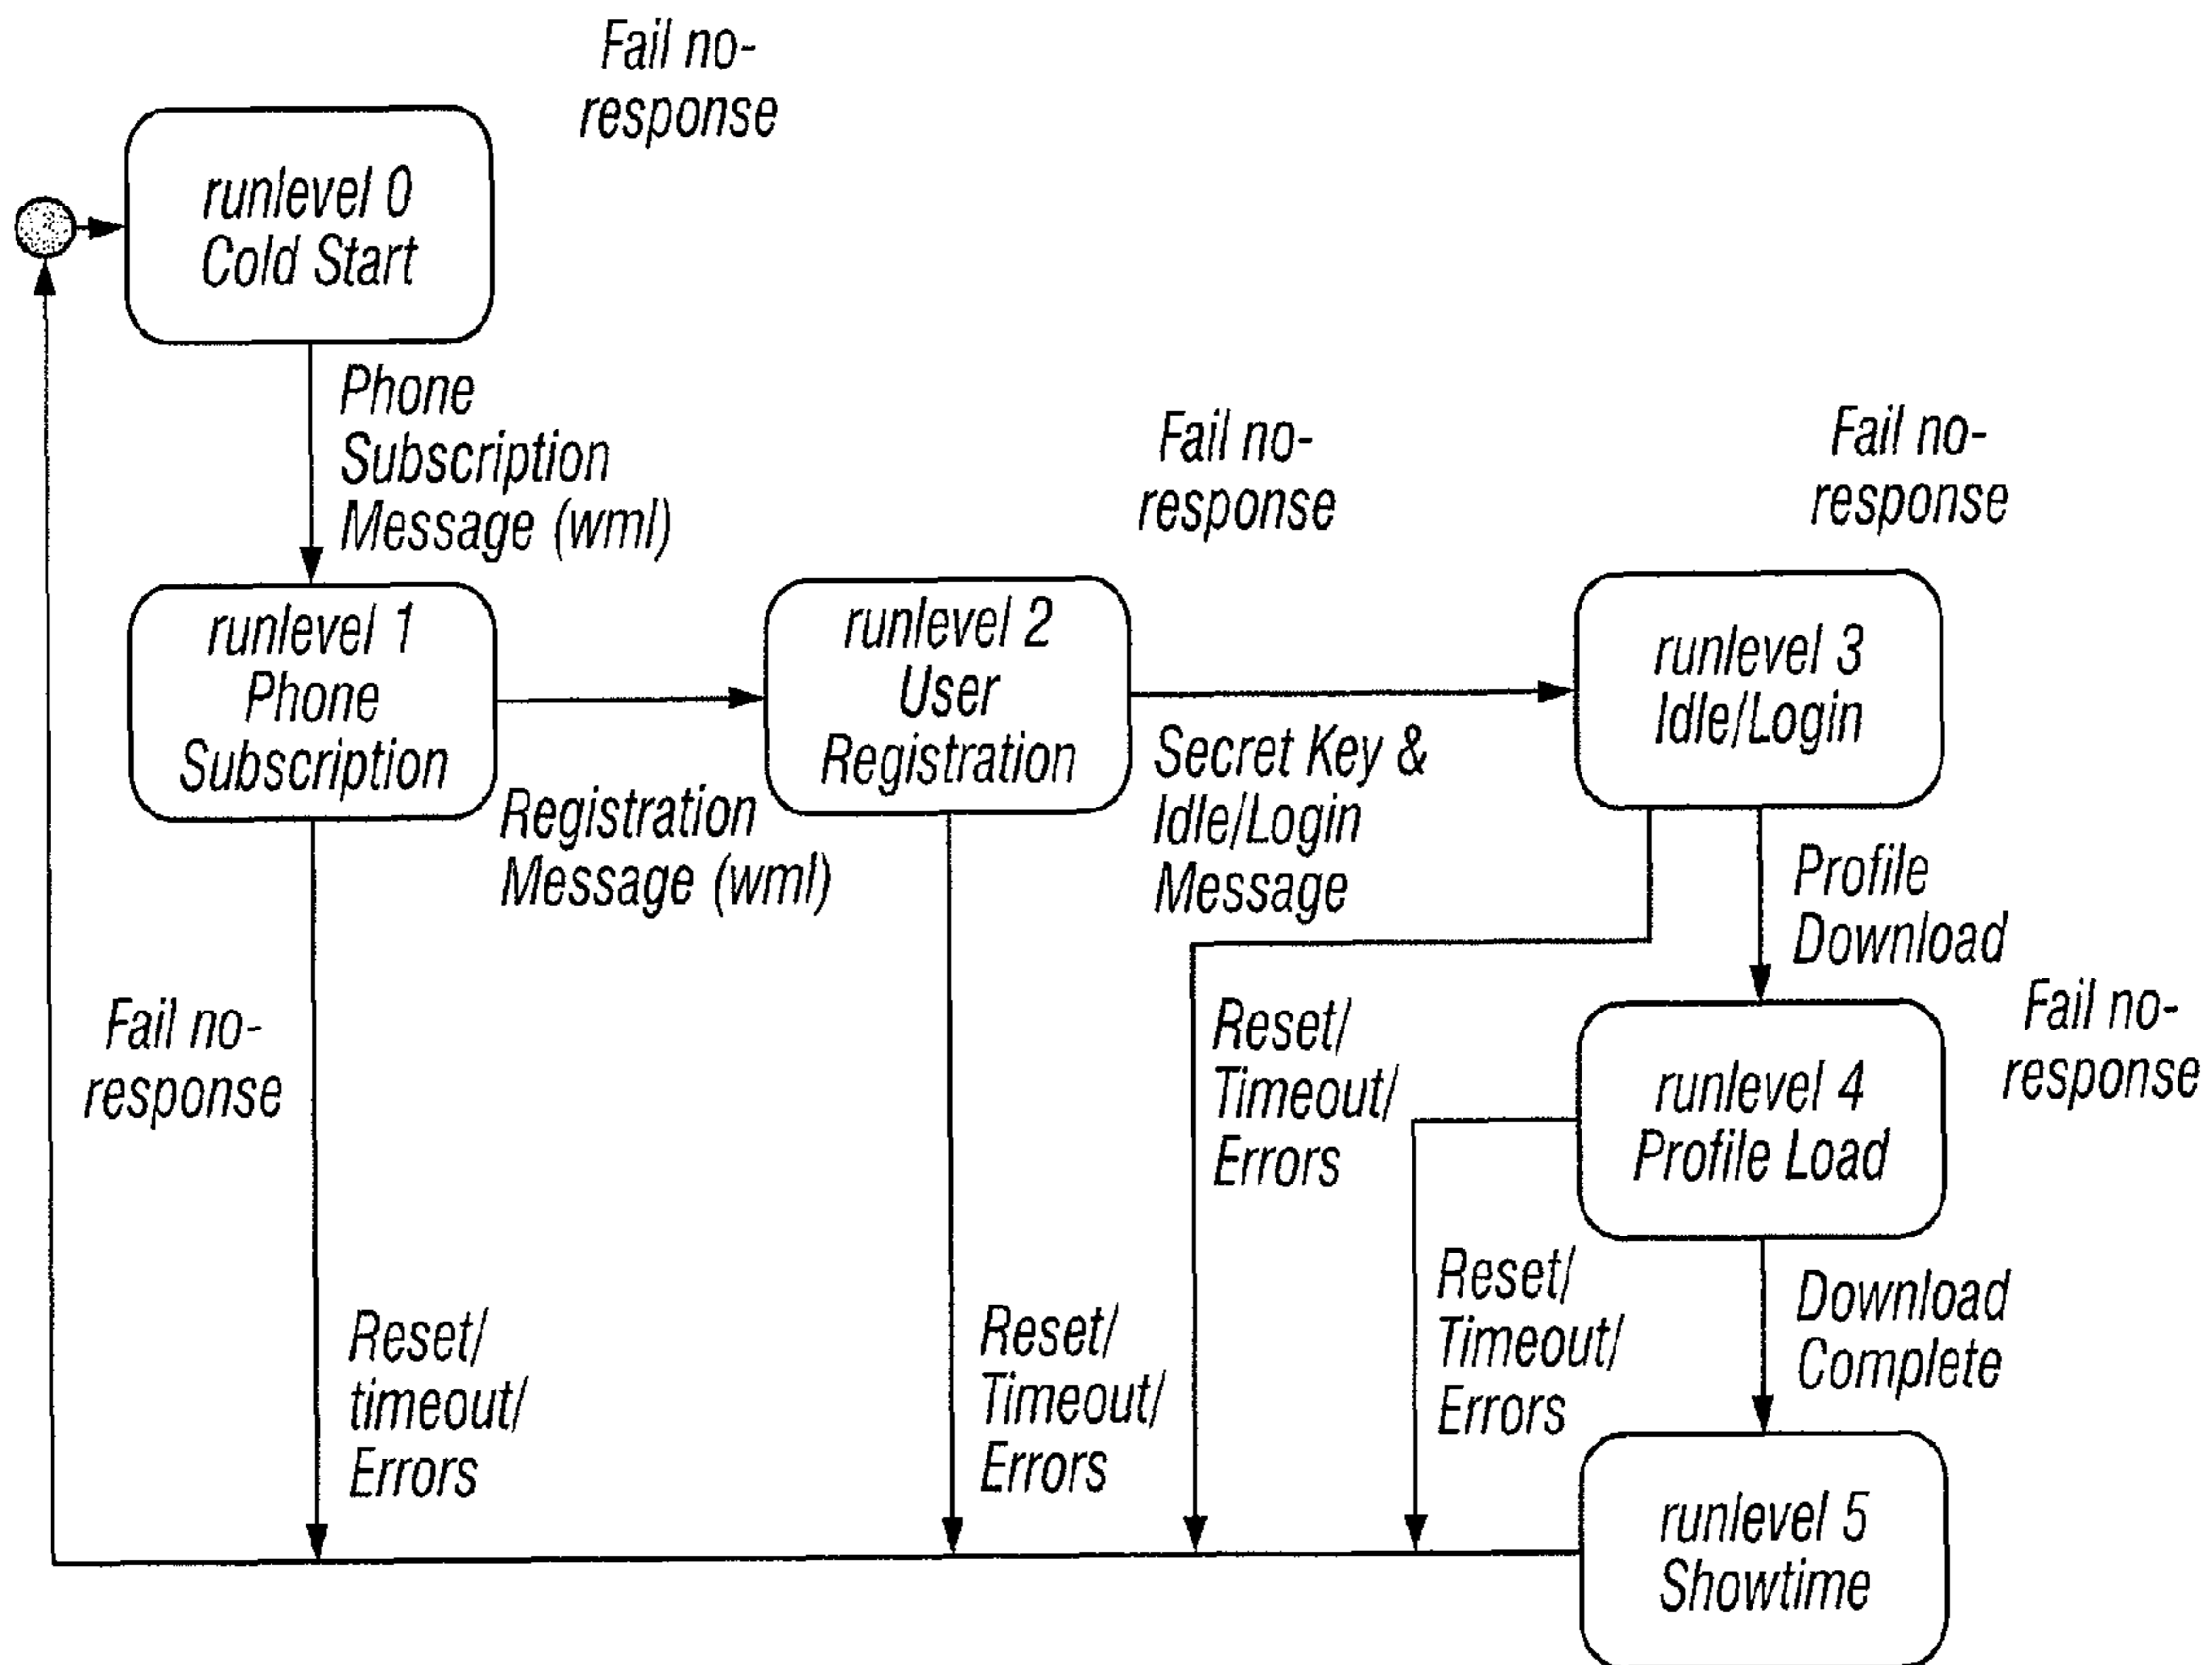 Fail no-
response
runlevel 0
Cold Start
Phone
Subscription
Message (wml)
Fail no-
response
Fail no-
response
runlevel 1
Phone
Subscription
Registration
Message (wml)
runlevel 2
User
Registration
Secret Key &
Idle/Login
Message
runlevel 3
Idle/Login
Profile
Download
Fail no-
response
Reset/
timeout/
Errors
Reset/
Timeout/
Errors
Reset/
Timeout/
Errors
Reset/
Timeout/
Errors
runlevel 4
Profile Load
Fail no-
response
Download
Complete
runlevel 5
Showtime